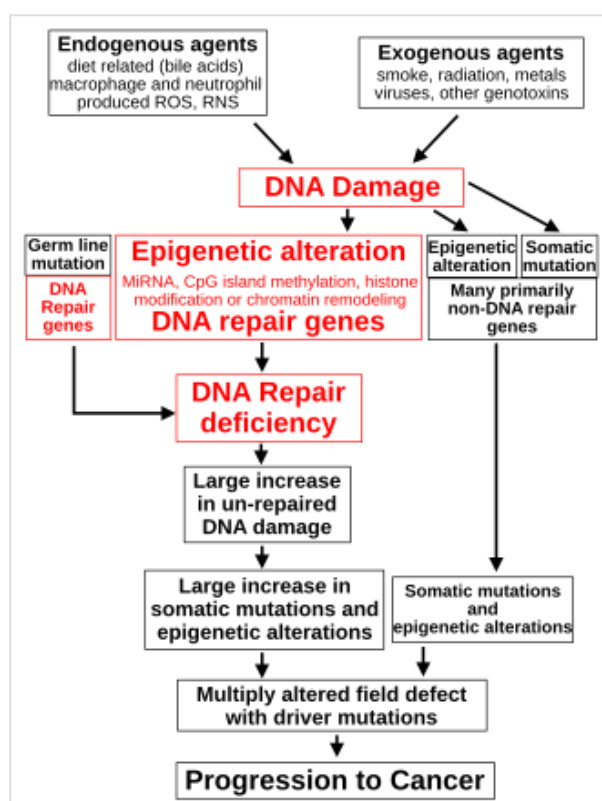 Endogenous agents
diet related (bile acids)
macrophage and neutrophil
produced ROS, RNS
Exogenous agents
smoke, radiation, metals
viruses, other genotoxins
DNA Damage
Germ line
mutation
DNA
Repair
genes
Epigenetic alteration
MiRNA, CpG island methylation, histone
modification or chromatin remodeling
DNA repair genes
Epigenetic
alteration
Somatic
mutation
Many primarily
non-DNA repair
genes
DNA Repair
deficiency
Large increase
in un-repaired
DNA damage
Large increase in
somatic mutations and
epigenetic alterations
Somatic mutations
and
epigenetic alterations
Multiply altered field defect
with driver mutations
Progression to Cancer